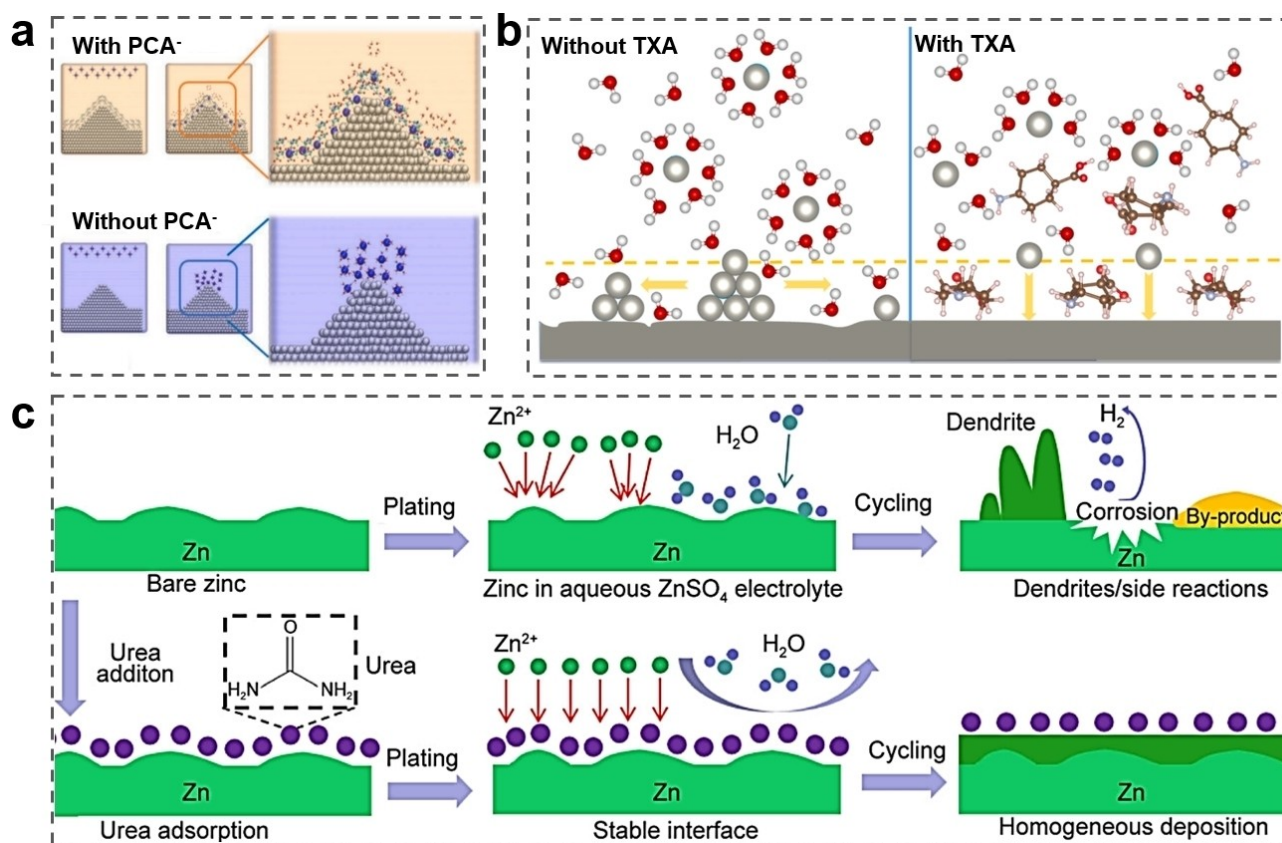 a
With PCA⁻
Without PCA⁻
b
Without TXA
With TXA
c
Zn
Bare zinc
Plating
Zn²⁺
H₂O
Zinc in aqueous ZnSO₄ electrolyte
Cycling
Dendrite
H₂
Corrosion
By-product
Zn
Dendrites/side reactions
Urea
additon
O
H₂N
NH₂
Urea
Zn
Urea adsorption
Plating
Zn²⁺
H₂O
Zn
Stable interface
Cycling
Zn
Homogeneous deposition